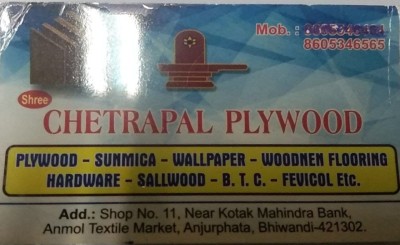 Mob. :
8605346565
Shree
CHETRAPAL PLYWOOD
PLYWOOD - SUNMICA - WALLPAPER - WOODNEN FLOORING
HARDWARE - SALLWOOD - B. T. C. - FEVICOL Etc.
Add.: Shop No. 11, Near Kotak Mahindra Bank,
Anmol Textile Market, Anjurphata, Bhiwandi-421302.